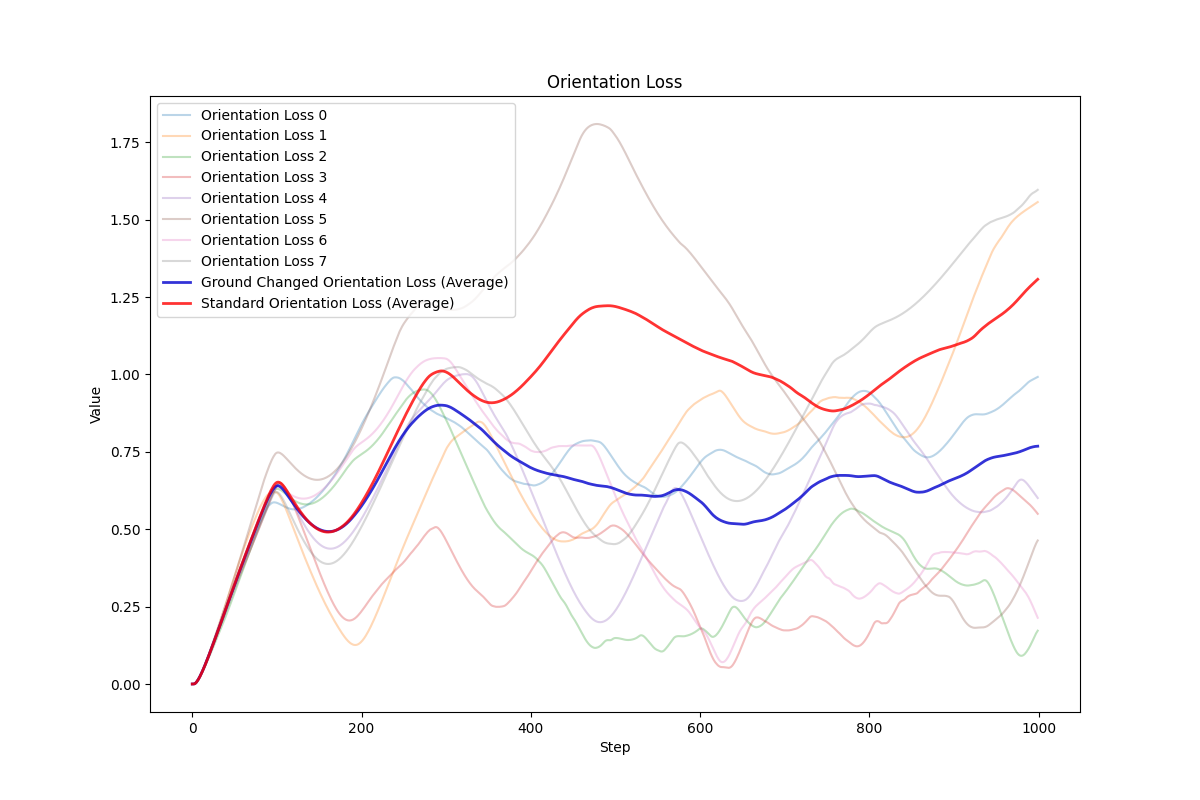 Orientation Loss
Orientation Loss 0
Orientation Loss 1
Orientation Loss 2
Orientation Loss 3
Orientation Loss 4
Orientation Loss 5
Orientation Loss 6
Orientation Loss 7
Ground Changed Orientation Loss (Average)
Standard Orientation Loss (Average)
Value
1.75
1.50
1.25
1.00
0.75
0.50
0.25
0.00
0 200 400 600 800 1000
Step